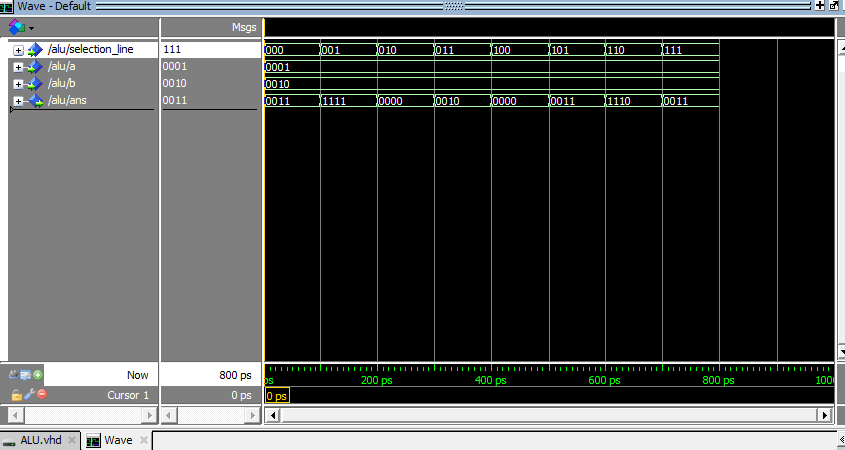 Wave - Default
Msgs
/alu/selection_line 111 000 001 010 011 100 101 110 111
/alu/a 0001 0001
/alu/b 0010 0010
/alu/ans 0011 0011 1111 0000 0010 0000 0011 1110 0011
Now 800 ps ps 200 ps 400 ps 600 ps 800 ps 1000
Cursor 1 0 ps 0 ps
ALU.vhd Wave